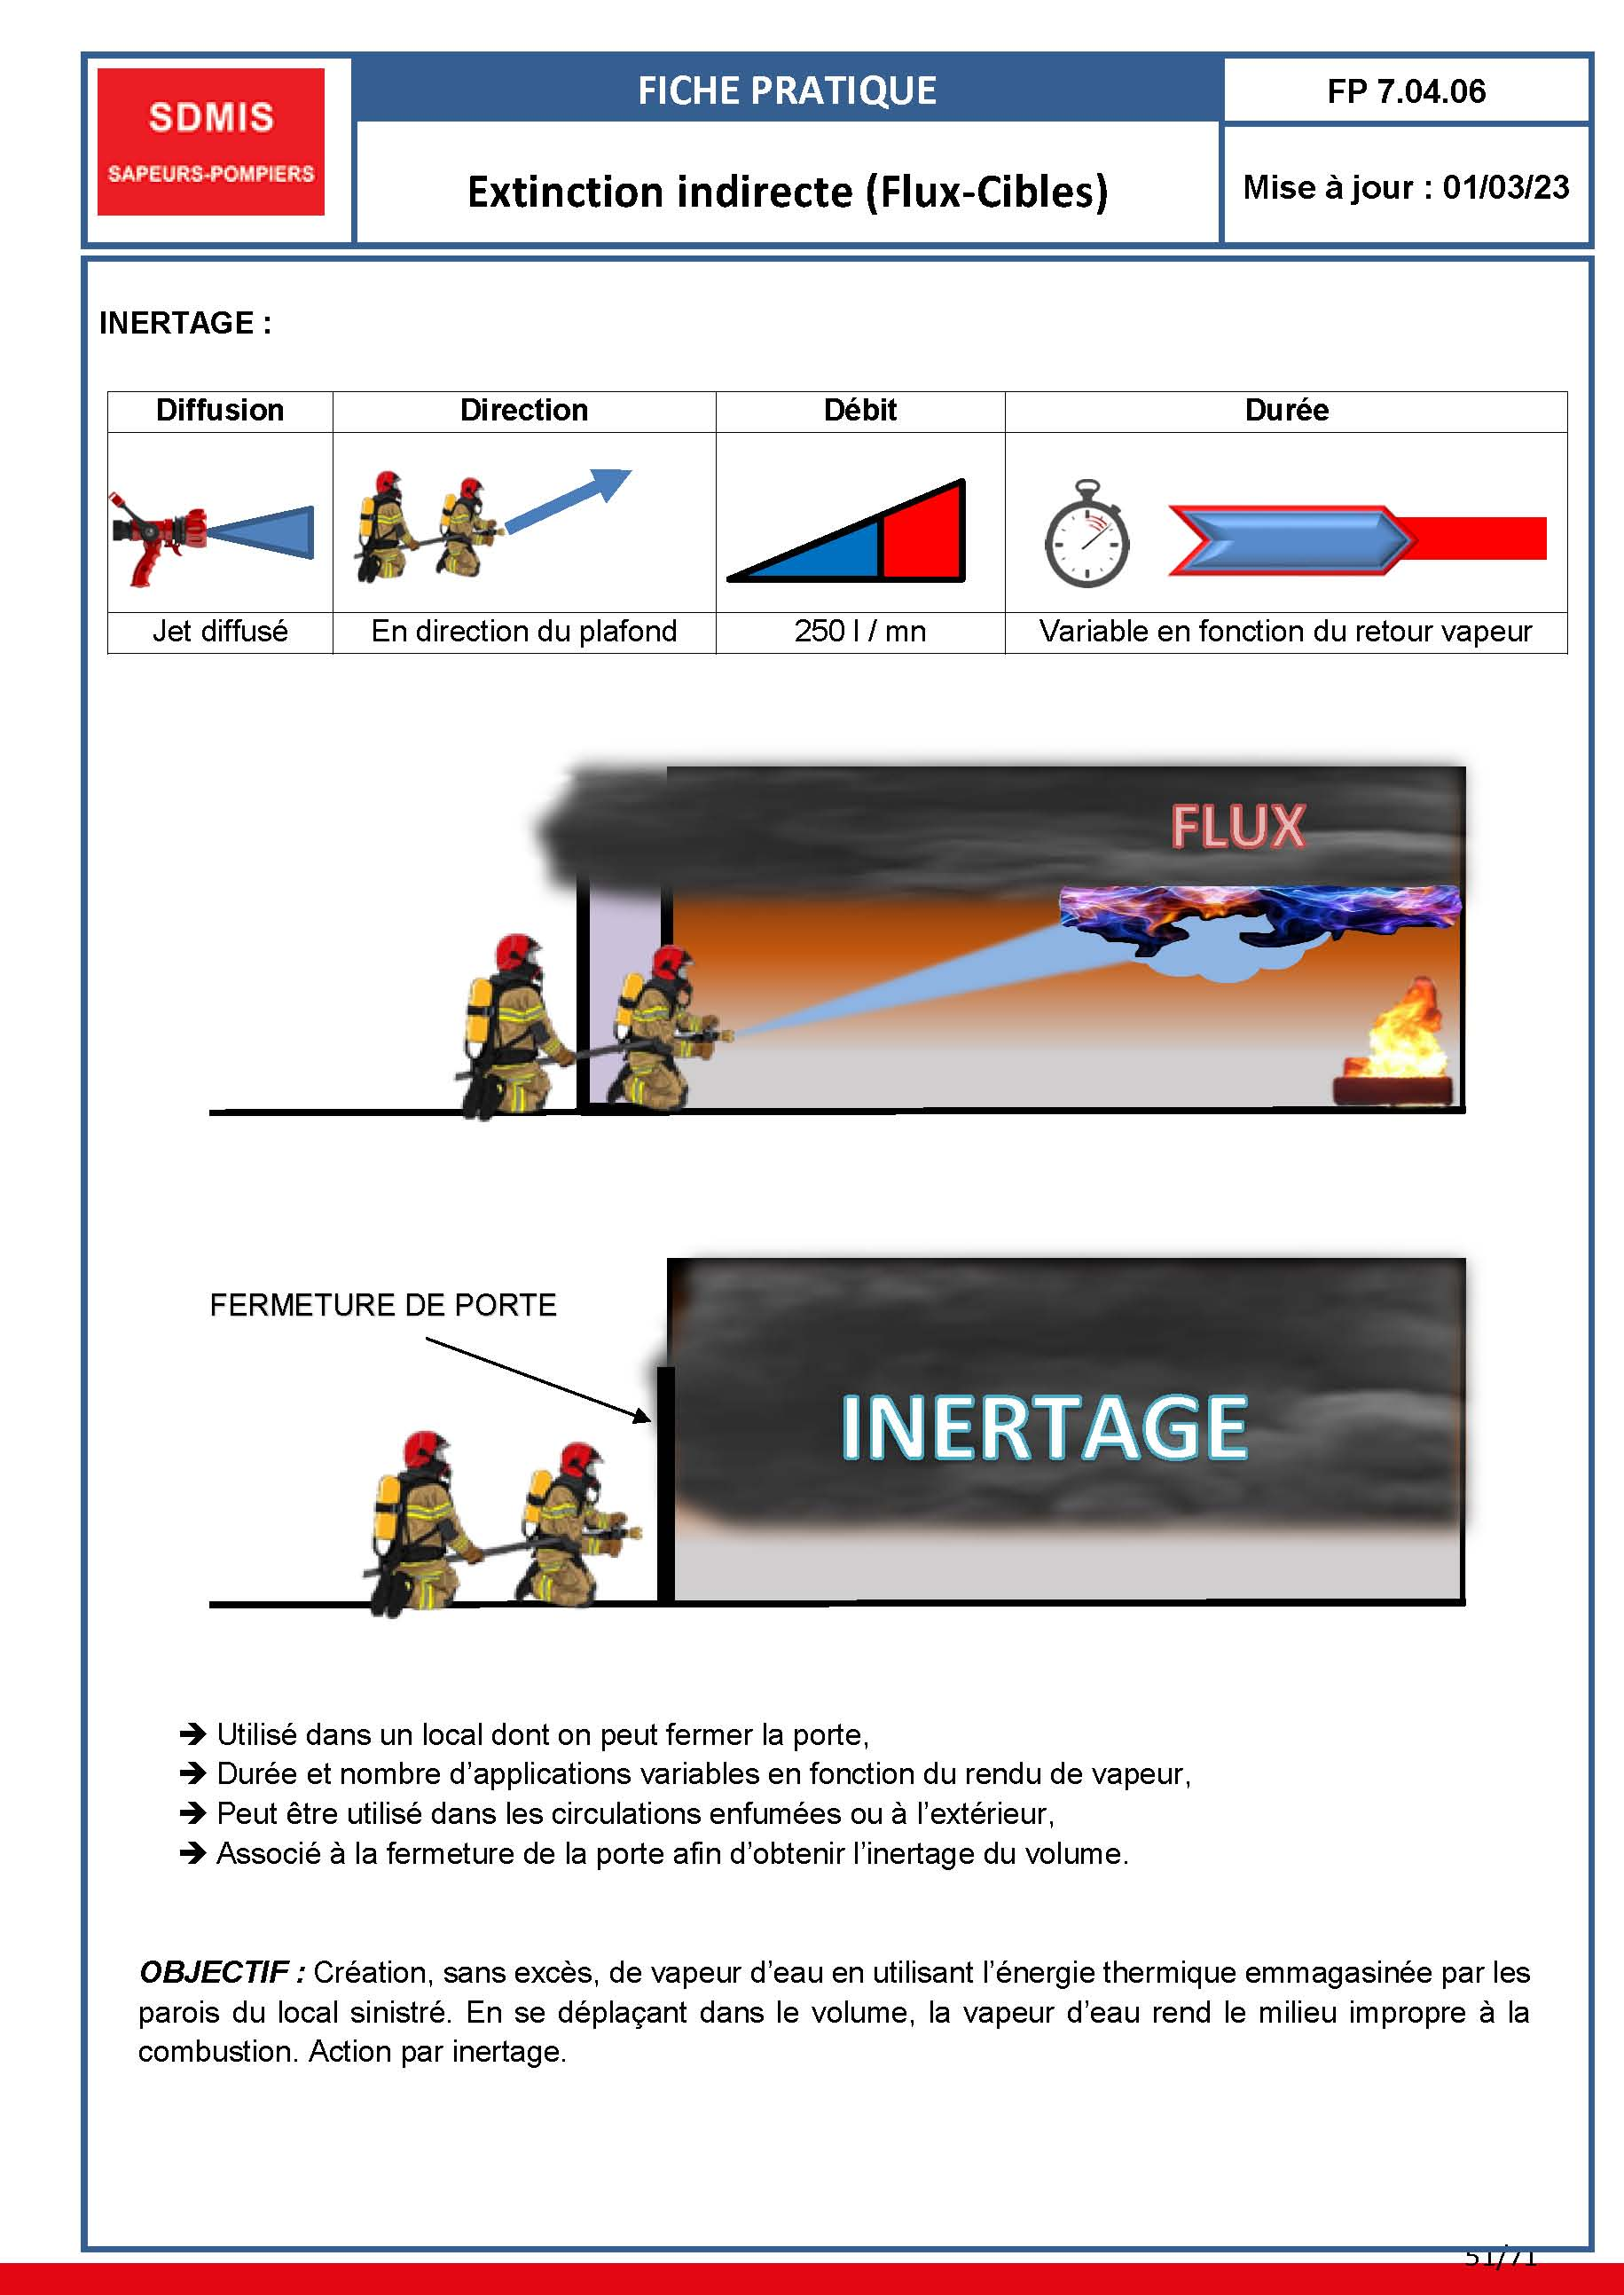 SDMIS
SAPEURS-POMPIERS
FICHE PRATIQUE
Extinction indirecte (Flux-Cibles)
FP 7.04.06
Mise à jour : 01/03/23
INERTAGE :
Diffusion Direction Débit Durée
Jet diffusé En direction du plafond 250 l / mn Variable en fonction du retour vapeur
FLUX
FERMETURE DE PORTE
INERTAGE
➔ Utilisé dans un local dont on peut fermer la porte,
➔ Durée et nombre d’applications variables en fonction du rendu de vapeur,
➔ Peut être utilisé dans les circulations enfumées ou à l’extérieur,
➔ Associé à la fermeture de la porte afin d’obtenir l’inertage du volume.
OBJECTIF : Création, sans excès, de vapeur d’eau en utilisant l’énergie thermique emmagasinée par les
parois du local sinistré. En se déplaçant dans le volume, la vapeur d’eau rend le milieu impropre à la
combustion. Action par inertage.
51/71